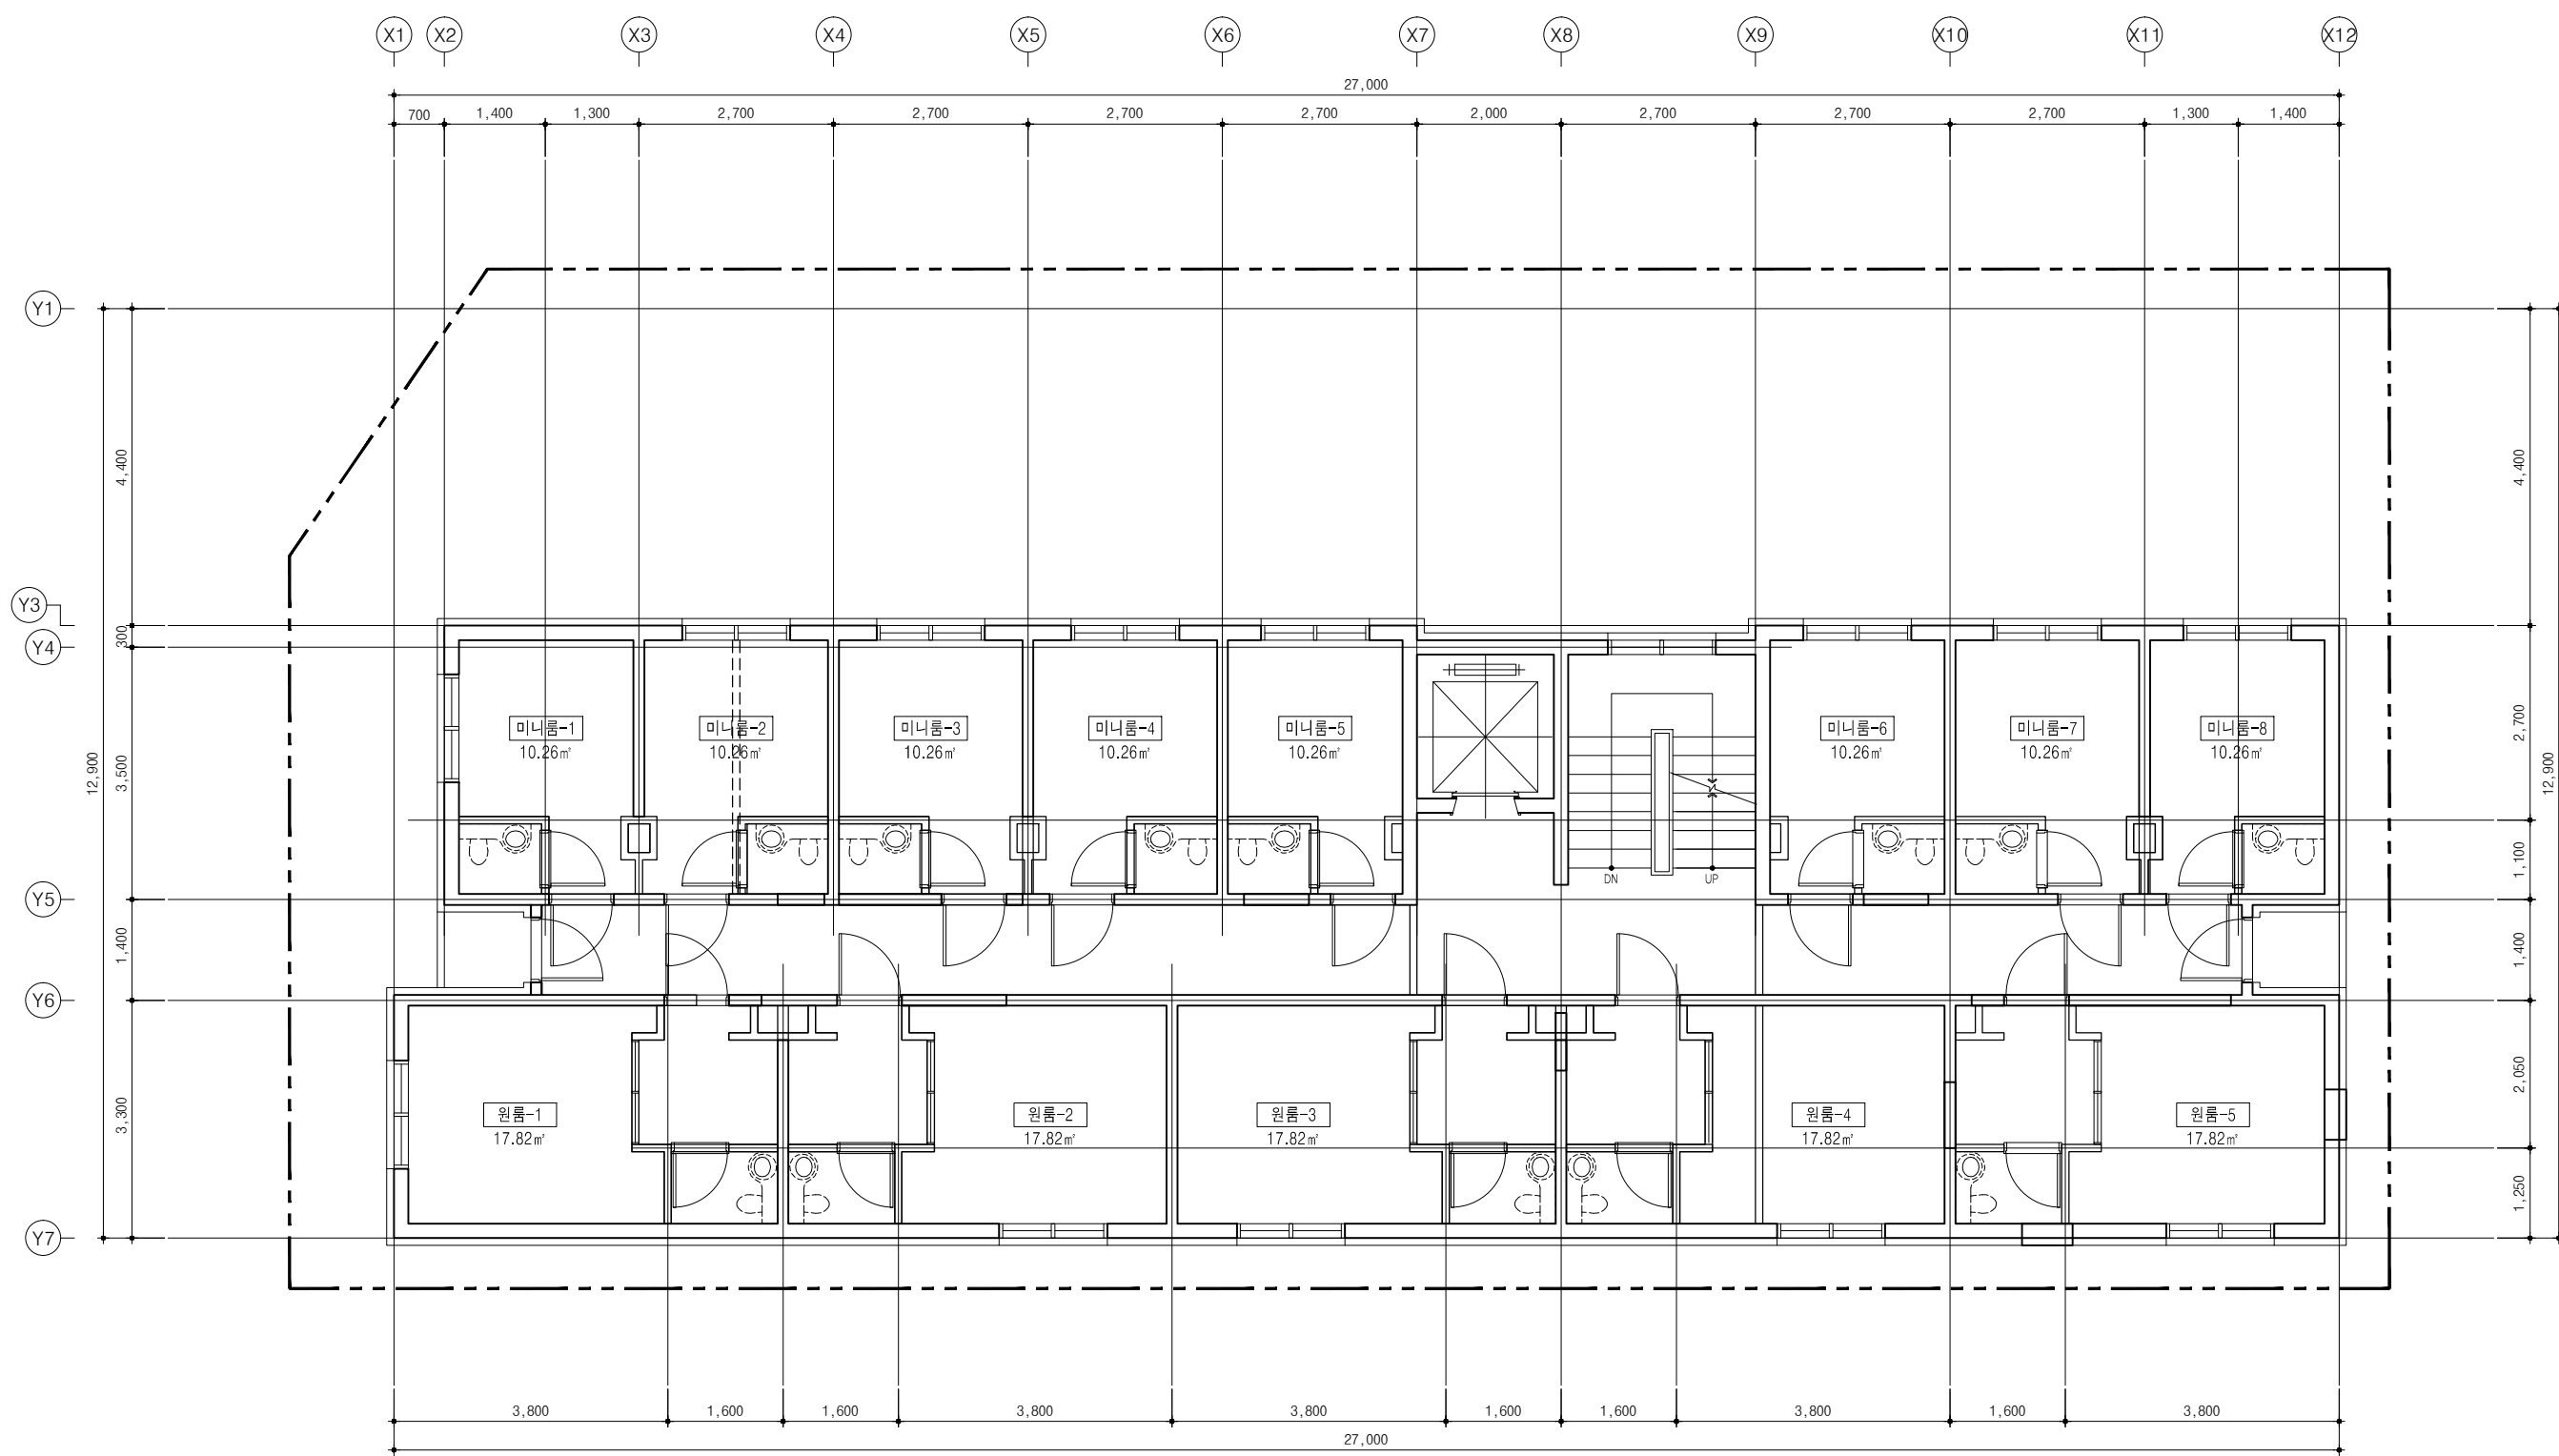 X1 X2 X3 X4 X5 X6 X7 X8 X9 X10 X11 X12
27,000
700 1,400 1,300 2,700 2,700 2,700 2,700 2,000 2,700 2,700 2,700 1,300 1,400
Y1
4,400
4,400
Y3
300
Y4
12,900
3,500
2,700
12,900
미니룸-1
10.26㎡
미니룸-2
10.26㎡
미니룸-3
10.26㎡
미니룸-4
10.26㎡
미니룸-5
10.26㎡
미니룸-6
10.26㎡
미니룸-7
10.26㎡
미니룸-8
10.26㎡
1,100
DN UP
Y5
1,400
1,400
Y6
3,300
2,050
원룸-1
17.82㎡
원룸-2
17.82㎡
원룸-3
17.82㎡
원룸-4
17.82㎡
원룸-5
17.82㎡
1,250
Y7
3,800 1,600 1,600 3,800 3,800 1,600 1,600 3,800 1,600 3,800
27,000